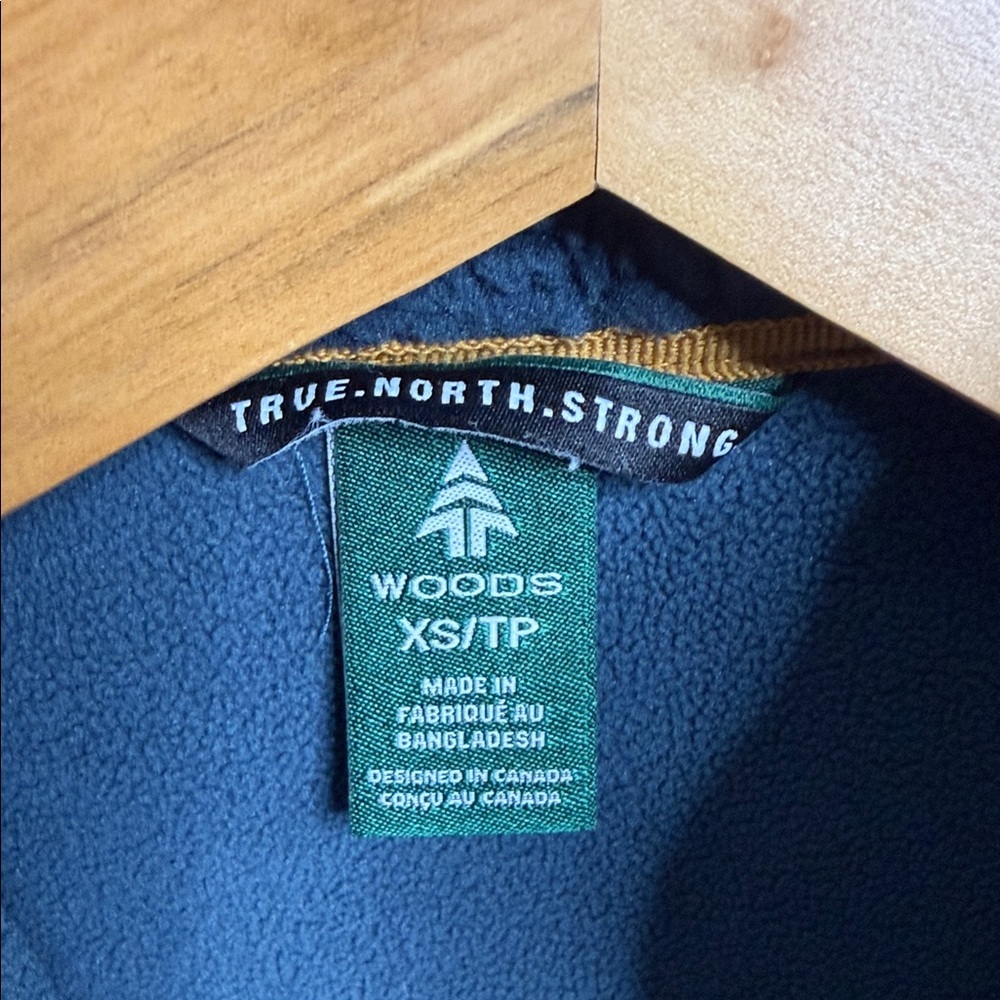 TRUE.NORTH.STRONG
WOODS
XS/TP
MADE IN
FABRIQUÉ AU
BANGLADESH
DESIGNED IN CANADA
CONÇU AU CANADA